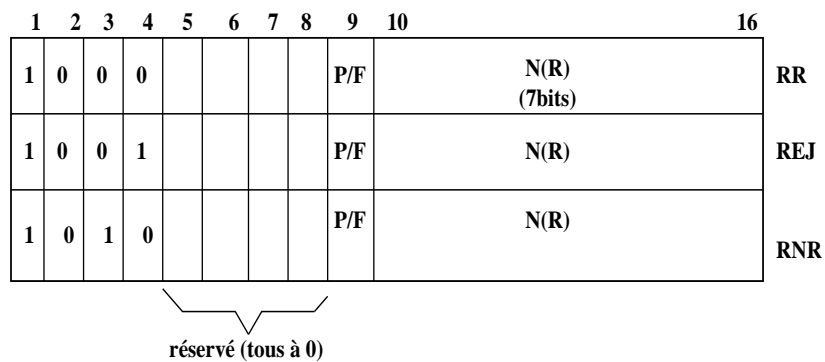 1 2 3 4 5 6 7 8 9 10 16
1 0 0 0 P/F N(R) RR
(7bits)
1 0 0 1 P/F N(R) REJ
1 0 1 0 P/F N(R) RNR
réservé (tous à 0)